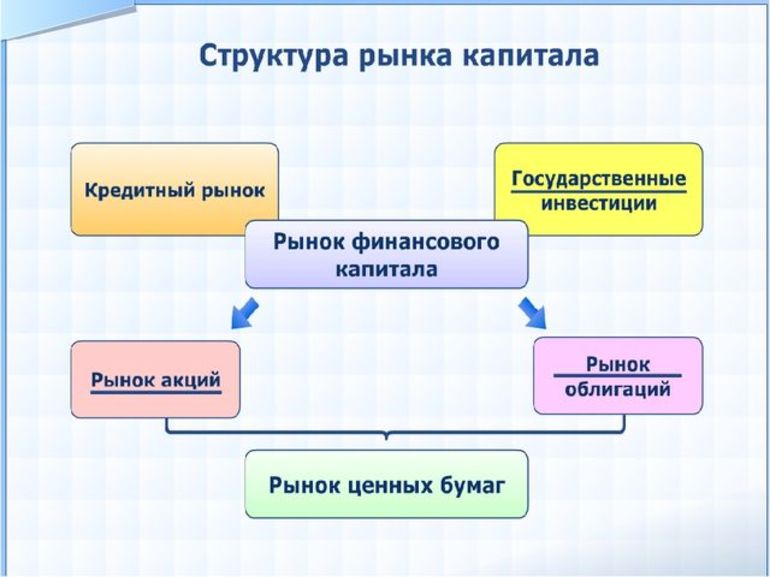 Структура рынка капитала
Кредитный рынок
Государственные
инвестиции
Рынок финансового
капитала
Рынок акций
Рынок
облигаций
Рынок ценных бумаг